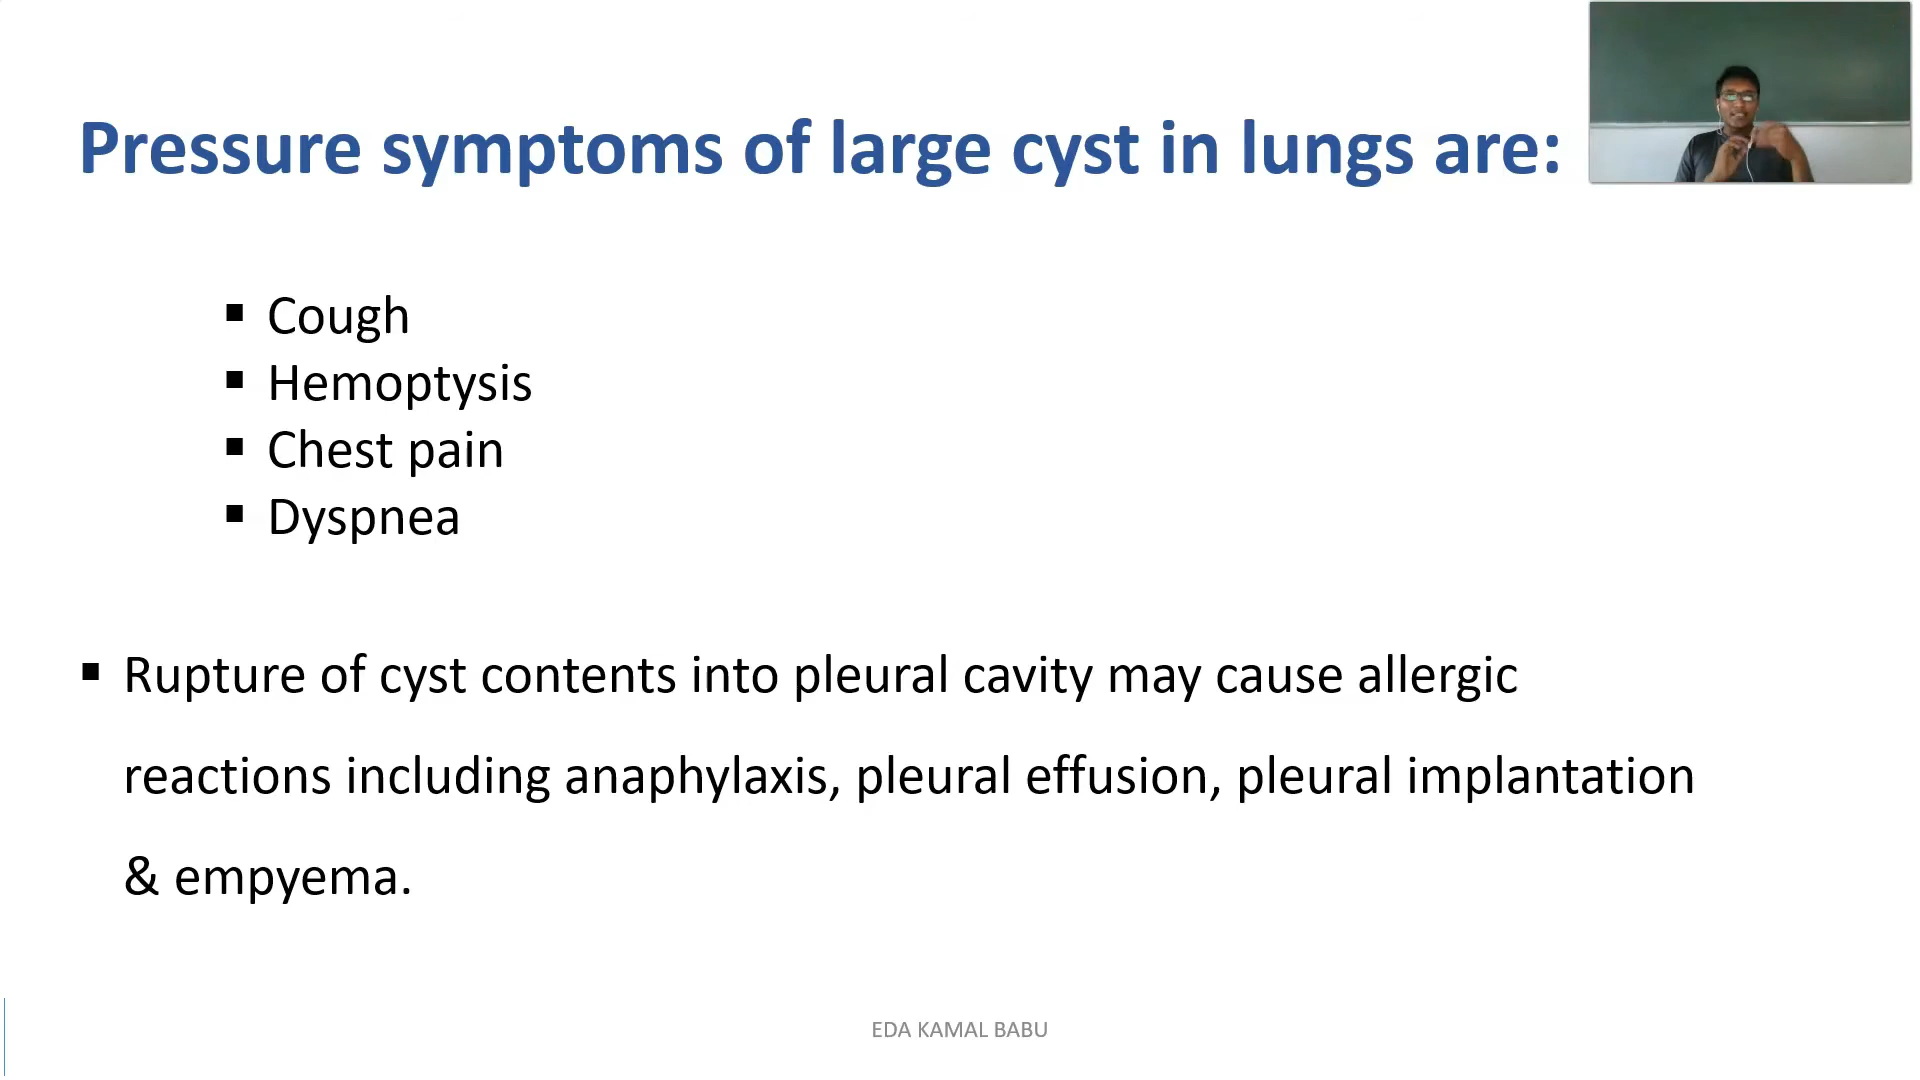 Pressure symptoms of large cyst in lungs are:
▪ Cough
▪ Hemoptysis
▪ Chest pain
▪ Dyspnea
▪ Rupture of cyst contents into pleural cavity may cause allergic
reactions including anaphylaxis, pleural effusion, pleural implantation
& empyema.
EDA KAMAL BABU